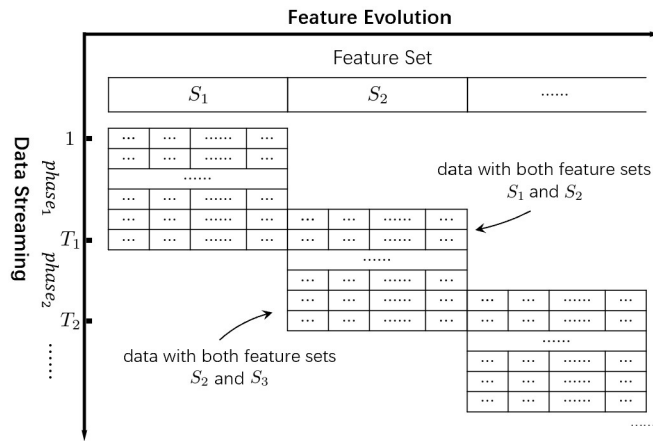 Feature Evolution
Feature Set
S₁ S₂ ......
Data Streaming
1
phase₁
T₁
phase₂
T₂
......
... ... ...... ...
... ... ...... ...
......
... ... ...... ...
... ... ...... ... ... ... ...... ...
... ... ...... ... ... ... ...... ...
......
... ... ...... ...
... ... ...... ... ... ... ...... ...
... ... ...... ... ... ... ...... ...
......
... ... ...... ...
... ... ...... ...
... ... ...... ...
......
data with both feature sets
S₁ and S₂
data with both feature sets
S₂ and S₃